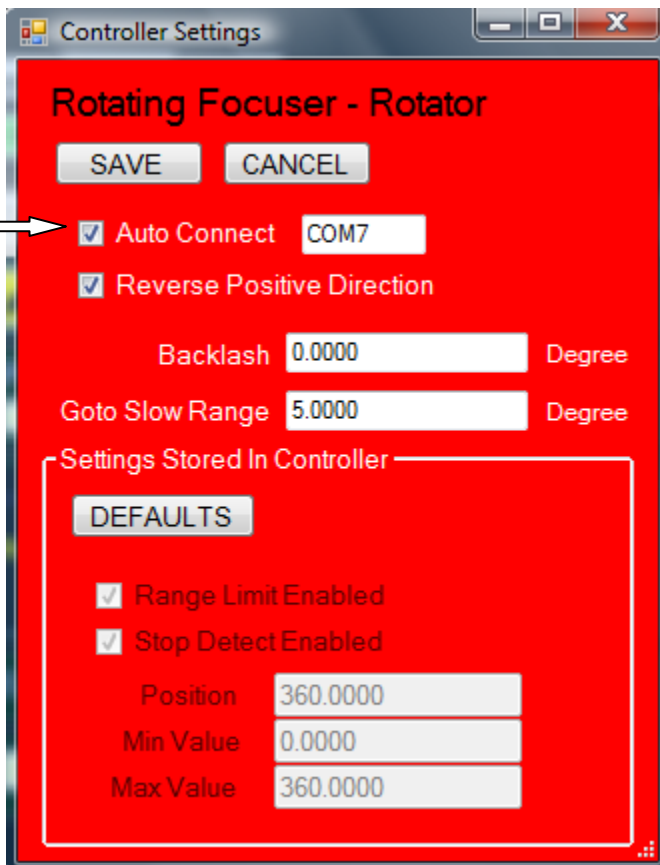 Controller Settings
Rotating Focuser - Rotator
SAVE CANCEL
Auto Connect COM7
Reverse Positive Direction
Backlash 0.0000 Degree
Goto Slow Range 5.0000 Degree
Settings Stored In Controller
DEFAULTS
Range Limit Enabled
Stop Detect Enabled
Position 360.0000
Min Value 0.0000
Max Value 360.0000